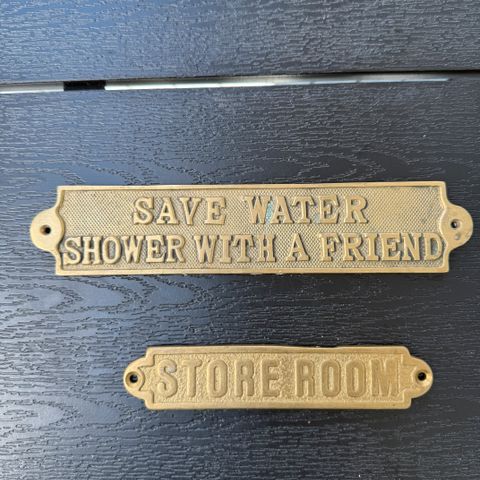 SAVE WATER
SHOWER WITH A FRIEND
STORE ROOM